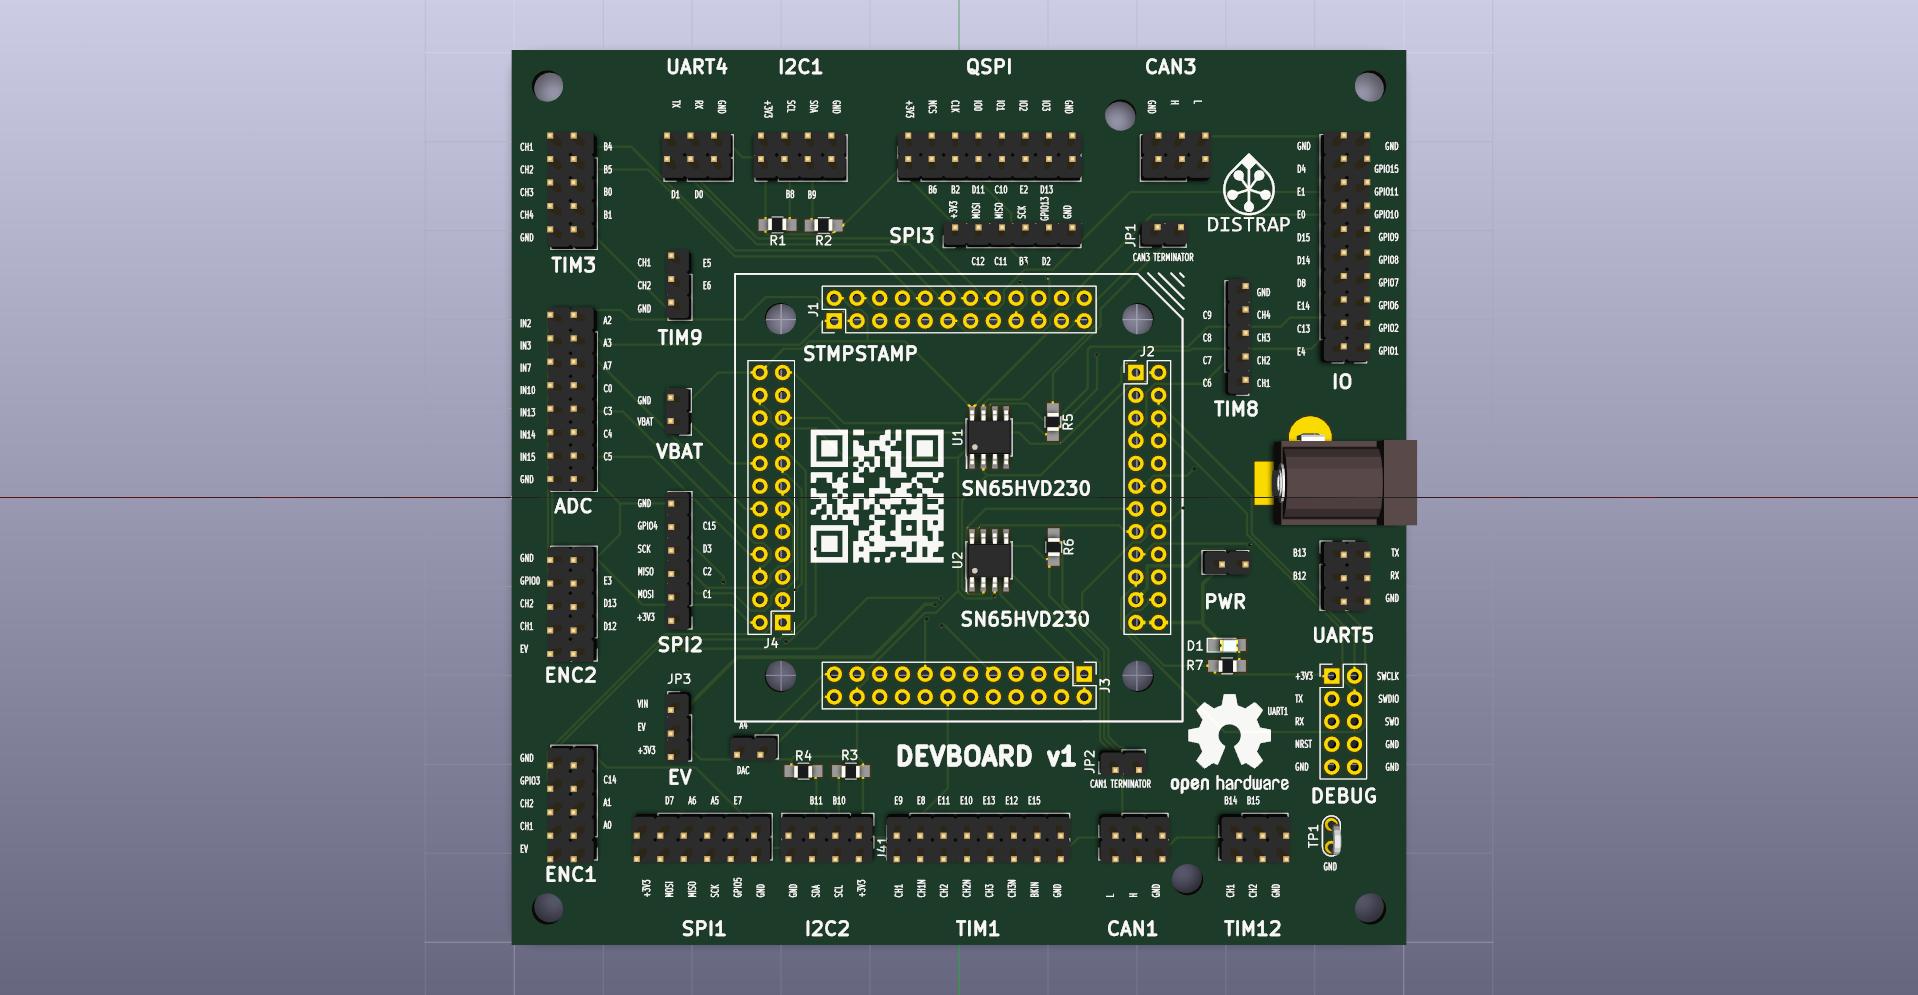 UART4
I2C1
QSPI
CAN3
TX RX GND
+3V3 SCL SDA GND
+3V3 NCS CLK IO0 IO1 IO2 IO3 GND
GND H L
D1 D0
B8 B9
B6 B2 D11 C10 E2 D13
CH1 B4
CH2 B5
CH3 B0
CH4 B1
GND
TIM3
R1 R2
SPI3
+3V3 MOSI MISO SCK GPIO13 GND
C12 C11 B3 D2
JP1
CAN3 TERMINATOR
DISTRAP
GND GND
D4 GPIO15
E1 GPIO11
E0 GPIO10
D15 GPIO9
D14 GPIO8
D8 GPIO7
E14 GPIO6
C13 GPIO2
E4 GPIO1
IO
CH1 E5
CH2 E6
GND
TIM9
GND
C9 CH4
C8 CH3
C7 CH2
C6 CH1
TIM8
J1
STMPSTAMP
J2
IN2 A2
IN3 A3
IN7 A7
IN10 C0
IN13 C3
IN14 C4
IN15 C5
GND
ADC
GND
VBAT
VBAT
U1
R5
SN65HVD230
U2
R6
SN65HVD230
GND
GPIO4 C15
SCK D3
MISO C2
MOSI C1
+3V3
SPI2
J4
J3
GND
GPIO0 E3
CH2 D13
CH1 D12
EV
ENC2
PWR
B13 TX
B12 RX
GND
UART5
D1
R7
JP3
VIN
EV
+3V3
EV
A4
DAC
R4 R3
DEVBOARD v1
JP2
CAN1 TERMINATOR
open hardware
UART1
+3V3 SWCLK
TX SWDIO
RX SWO
NRST GND
GND GND
DEBUG
TP1
GND
GND
GPIO3 C14
CH2 A1
CH1 A0
EV
ENC1
D7 A6 A5 E7
B11 B10
E9 E8 E11 E10 E13 E12 E15
B14 B15
J41
+3V3 MOSI MISO SCK GPIO5 GND
GND SDA SCL +3V3
CH1 CH1N CH2 CH2N CH3 CH3N BKIN GND
L H GND
CH1 CH2 GND
SPI1
I2C2
TIM1
CAN1
TIM12